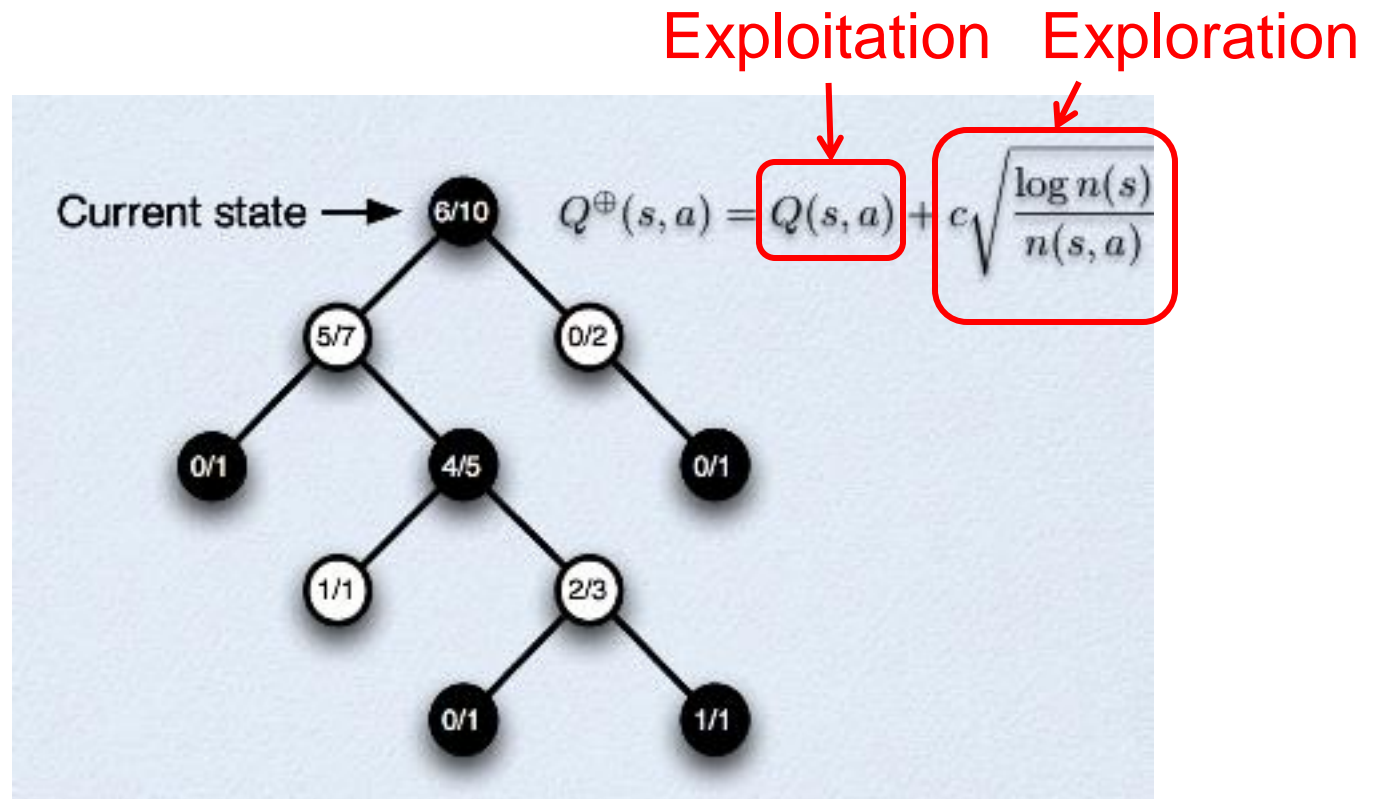 Exploitation Exploration
Current state
6/10
Q⊕(s, a) = Q(s, a) + c√(log n(s) / n(s, a))
5/7 0/2
0/1 4/5 0/1
1/1 2/3
0/1 1/1